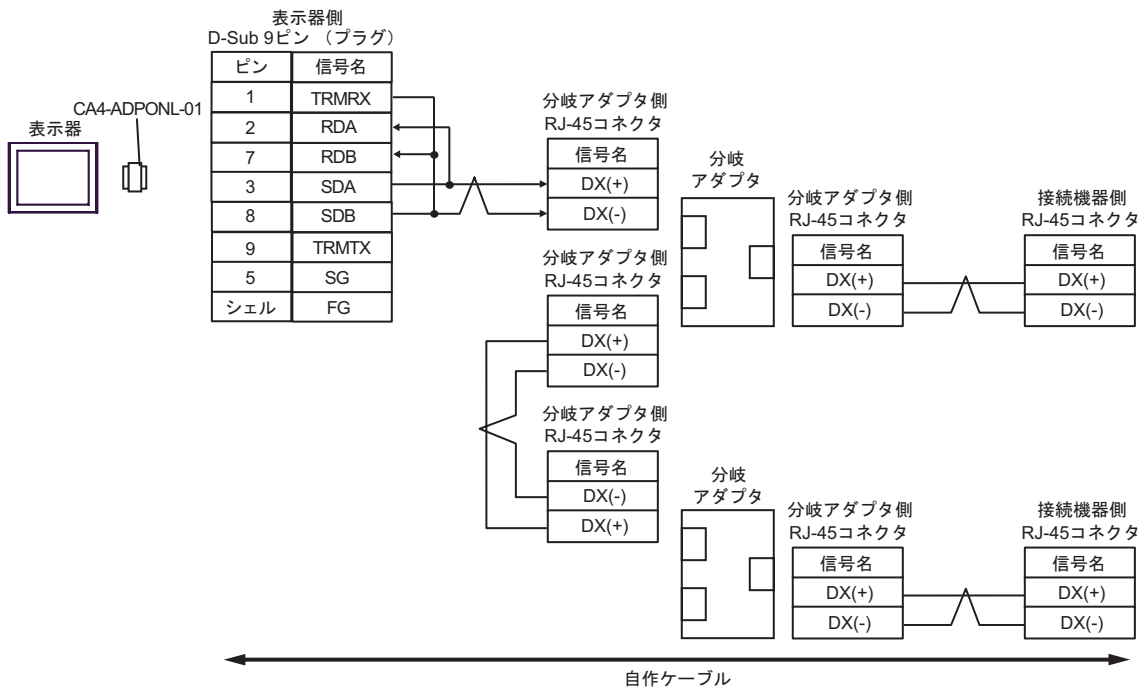 表示器側
D-Sub 9ピン （プラグ）
ピン 信号名
1 TRMRX
2 RDA
7 RDB
3 SDA
8 SDB
9 TRMTX
5 SG
シェル FG
CA4-ADPONL-01
表示器
分岐アダプタ側
RJ-45コネクタ
信号名
DX(+)
DX(-)
分岐アダプタ側
RJ-45コネクタ
信号名
DX(+)
DX(-)
分岐アダプタ側
RJ-45コネクタ
信号名
DX(-)
DX(+)
分岐
アダプタ
分岐アダプタ側
RJ-45コネクタ
信号名
DX(+)
DX(-)
接続機器側
RJ-45コネクタ
信号名
DX(+)
DX(-)
分岐
アダプタ
分岐アダプタ側
RJ-45コネクタ
信号名
DX(+)
DX(-)
接続機器側
RJ-45コネクタ
信号名
DX(+)
DX(-)
自作ケーブル